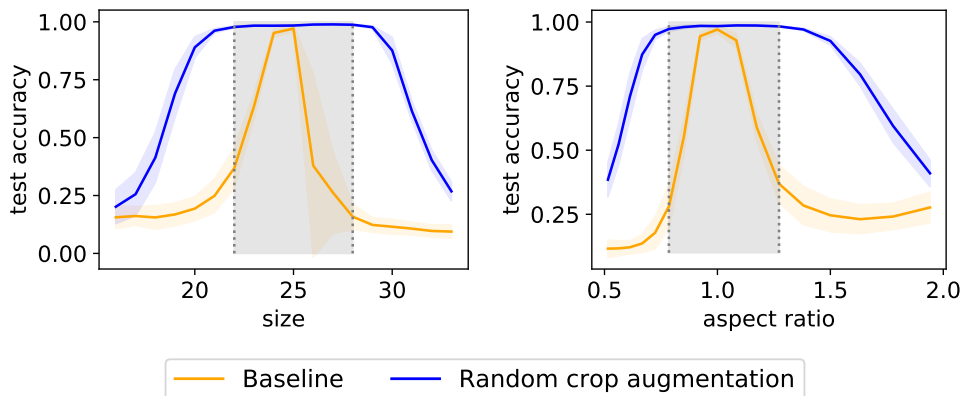 1.00
0.75
0.50
0.25
0.00
test accuracy
20
25
30
size
1.00
0.75
0.50
0.25
test accuracy
0.5
1.0
1.5
2.0
aspect ratio
Baseline
Random crop augmentation